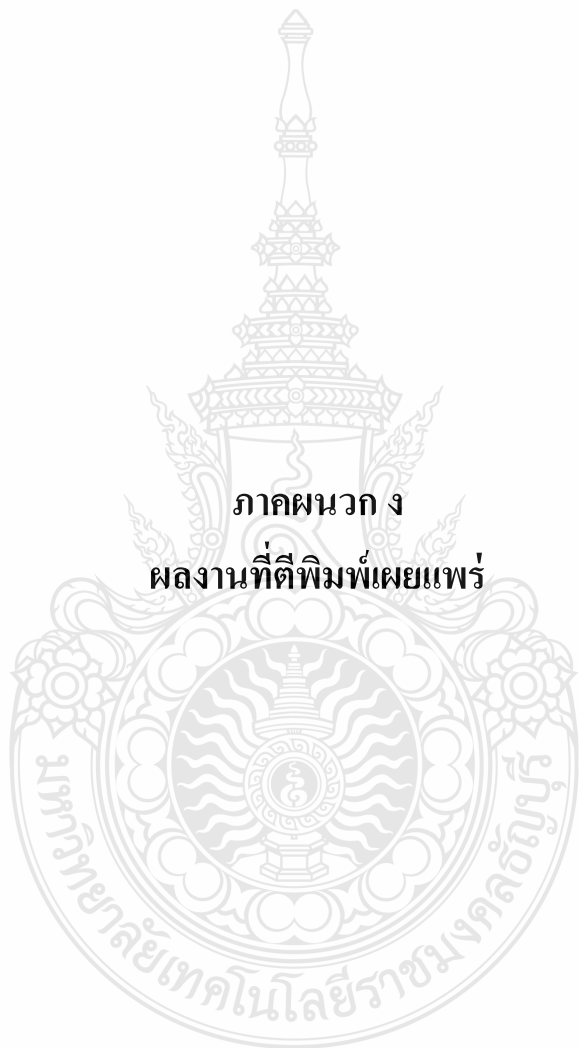 ภาคผนวก ง
ผลงานที่ตีพิมพ์เผยแพร่
มหาวิทยาลัยเทคโนโลยีราชมงคลธัญบุรี